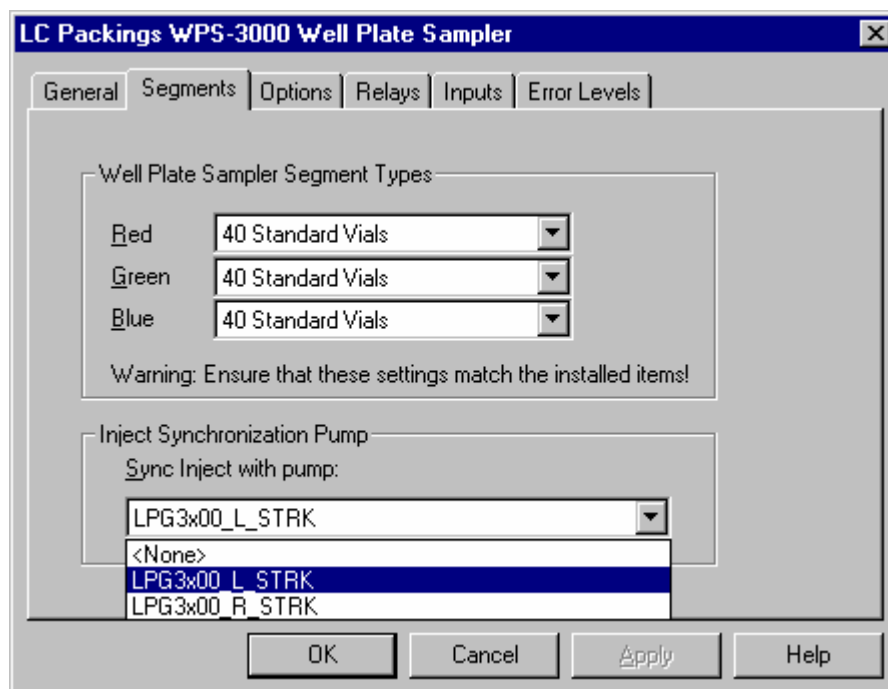 LC Packings WPS-3000 Well Plate Sampler
General Segments Options Relays Inputs Error Levels
Well Plate Sampler Segment Types
Red 40 Standard Vials
Green 40 Standard Vials
Blue 40 Standard Vials
Warning: Ensure that these settings match the installed items!
Inject Synchronization Pump
Sync Inject with pump:
LPG3x00_L_STRK
<None>
LPG3x00_L_STRK
LPG3x00_R_STRK
OK Cancel Apply Help